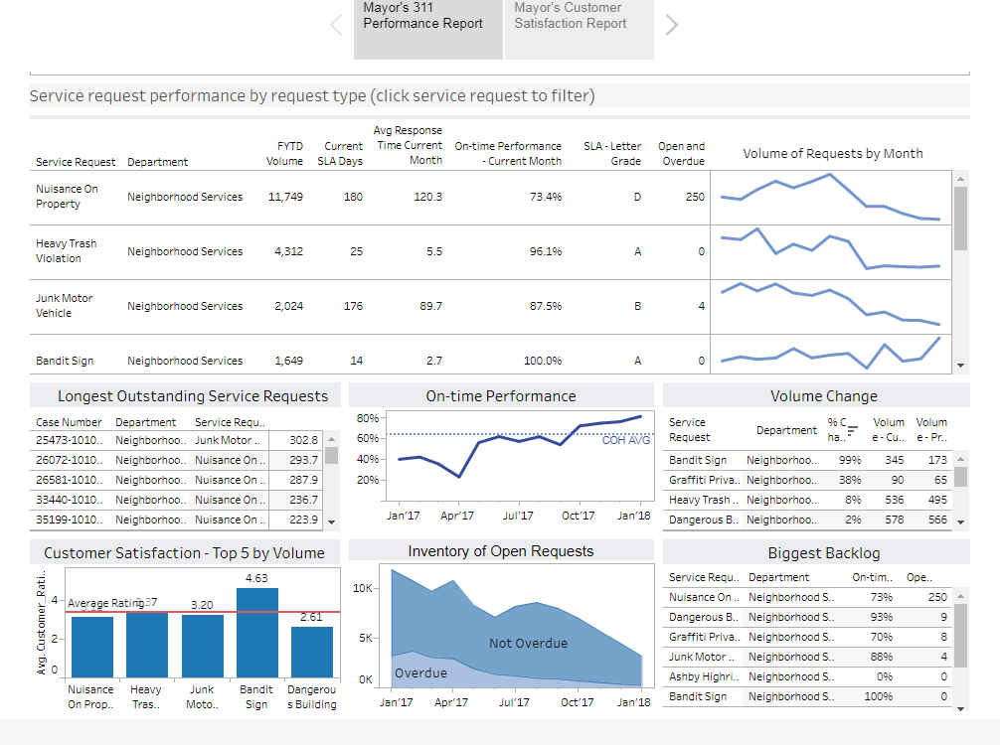 Mayor's 311
Performance Report
Mayor's Customer
Satisfaction Report
Service request performance by request type (click service request to filter)
Service Request Department FYTD Volume Current SLA Days Avg Response Time Current Month On-time Performance - Current Month SLA - Letter Grade Open and Overdue Volume of Requests by Month
Nuisance On Property Neighborhood Services 11,749 180 120.3 73.4% D 250
Heavy Trash Violation Neighborhood Services 4,312 25 5.5 96.1% A 0
Junk Motor Vehicle Neighborhood Services 2,024 176 89.7 87.5% B 4
Bandit Sign Neighborhood Services 1,649 14 2.7 100.0% A 0
Longest Outstanding Service Requests
Case Number Department Service Requ..
25473-1010.. Neighborhoo.. Junk Motor .. 302.8
26072-1010.. Neighborhoo.. Nuisance On .. 293.7
26581-1010.. Neighborhoo.. Nuisance On .. 287.9
33440-1010.. Neighborhoo.. Nuisance On .. 236.7
35199-1010.. Neighborhoo.. Nuisance On .. 223.9
On-time Performance
80%
60%
40%
20%
COH AVG
Jan'17 Apr'17 Jul'17 Oct'17 Jan'18
Volume Change
Service Request Department % C ha.. Volum e - Cu.. Volum e - Pr..
Bandit Sign Neighborhoo.. 99% 345 173
Graffiti Priva.. Neighborhoo.. 38% 90 65
Heavy Trash .. Neighborhoo.. 8% 536 495
Dangerous B.. Neighborhoo.. 2% 578 566
Customer Satisfaction - Top 5 by Volume
Avg. Customer_Rati..
4
2
0
Average Rating
3.37
3.20
4.63
2.61
Nuisance On Prop.. Heavy Tras.. Junk Moto.. Bandit Sign Dangerou s Building
Inventory of Open Requests
10K
5K
0K
Not Overdue
Overdue
Jan'17 Apr'17 Jul'17 Oct'17 Jan'18
Biggest Backlog
Service Requ.. Department On-tim.. Ope..
Nuisance On .. Neighborhood S.. 73% 250
Dangerous B.. Neighborhood S.. 93% 9
Graffiti Priva.. Neighborhood S.. 70% 8
Junk Motor .. Neighborhood S.. 88% 4
Ashby Highri.. Neighborhood S.. 0% 0
Bandit Sign Neighborhood S.. 100% 0